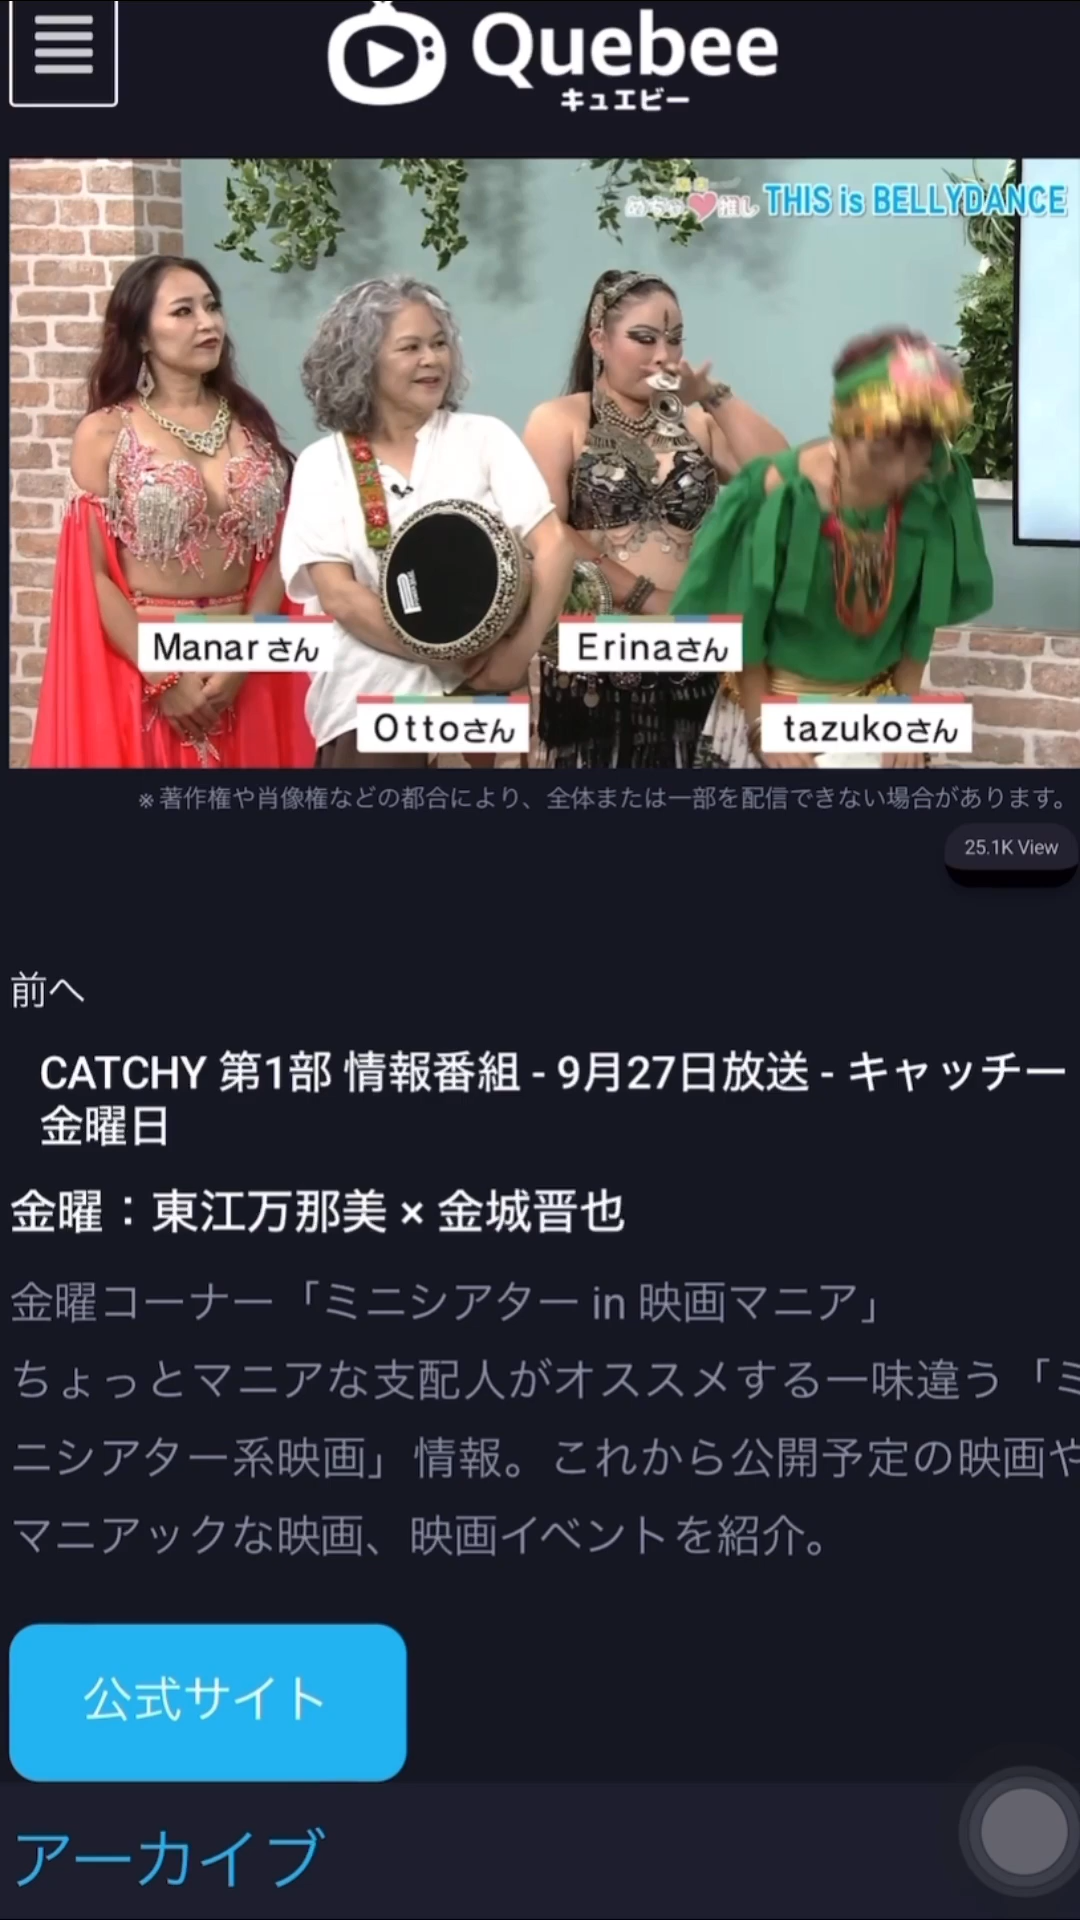 Quebee
キュエビー
めちゃ 推し THIS is BELLYDANCE
Manarさん
Ottoさん
Erinaさん
tazukoさん
※著作権や肖像権などの都合により、全体または一部を配信できない場合があります。
25.1K View
前へ
CATCHY 第1部 情報番組 - 9月27日放送 - キャッチー
金曜日
金曜：東江万那美 × 金城晋也
金曜コーナー「ミニシアター in 映画マニア」
ちょっとマニアな支配人がオススメする一味違う「ミ
ニシアター系映画」情報。これから公開予定の映画や
マニアックな映画、映画イベントを紹介。
公式サイト
アーカイブ